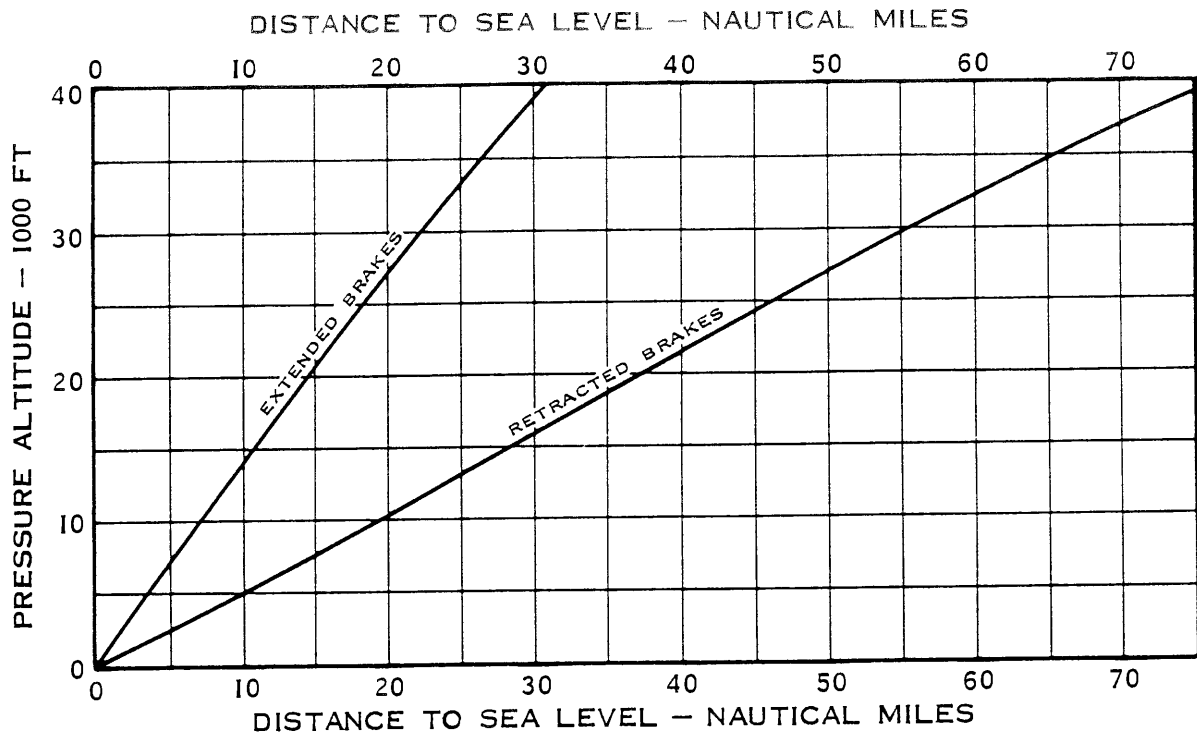 DISTANCE TO SEA LEVEL – NAUTICAL MILES
0 10 20 30 40 50 60 70
40
30
20
10
0
PRESSURE ALTITUDE – 1000 FT
EXTENDED BRAKES
RETRACTED BRAKES
0 10 20 30 40 50 60 70
DISTANCE TO SEA LEVEL – NAUTICAL MILES